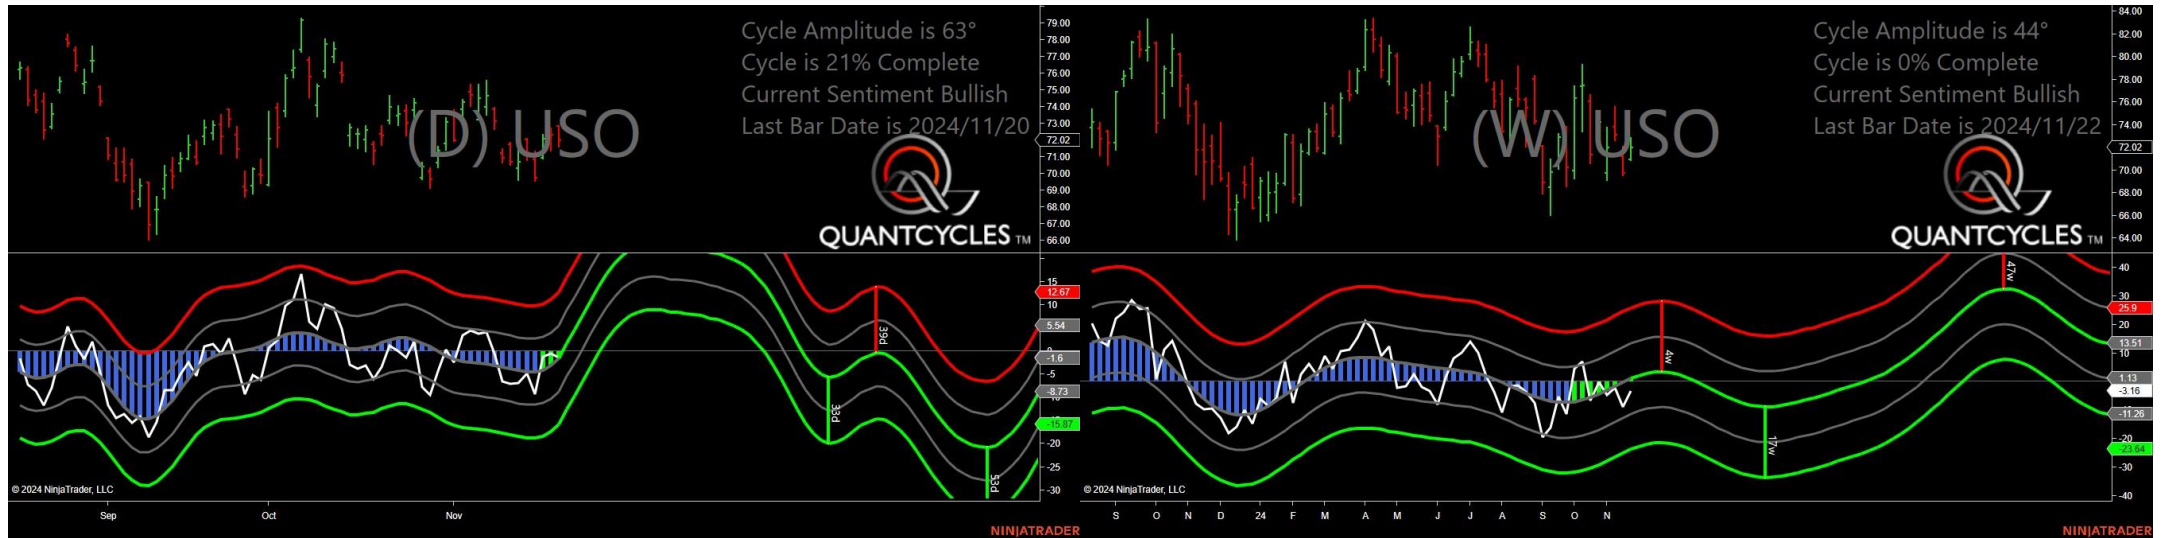 Cycle Amplitude is 63°
Cycle is 21% Complete
Current Sentiment Bullish
Last Bar Date is 2024/11/20
(D) USO
QUANTCYCLES TM
79.00
78.00
77.00
76.00
75.00
74.00
73.00
72.02
71.00
70.00
69.00
68.00
67.00
66.00
15
12.67
10
5.54
0
-1.6
-5
-8.73
-15.87
-20
-25
-30
39d
33d
53d
© 2024 NinjaTrader, LLC
Sep
Oct
Nov
NINJATRADER
Cycle Amplitude is 44°
Cycle is 0% Complete
Current Sentiment Bullish
Last Bar Date is 2024/11/22
(W) USO
QUANTCYCLES TM
84.00
82.00
80.00
78.00
76.00
74.00
72.02
70.00
68.00
66.00
64.00
40
30
25.9
20
13.51
10
1.13
-3.16
-11.26
-20
-23.64
-30
-40
4w
17w
47w
© 2024 NinjaTrader, LLC
S O N D 24 F M A M J J A S O N
NINJATRADER